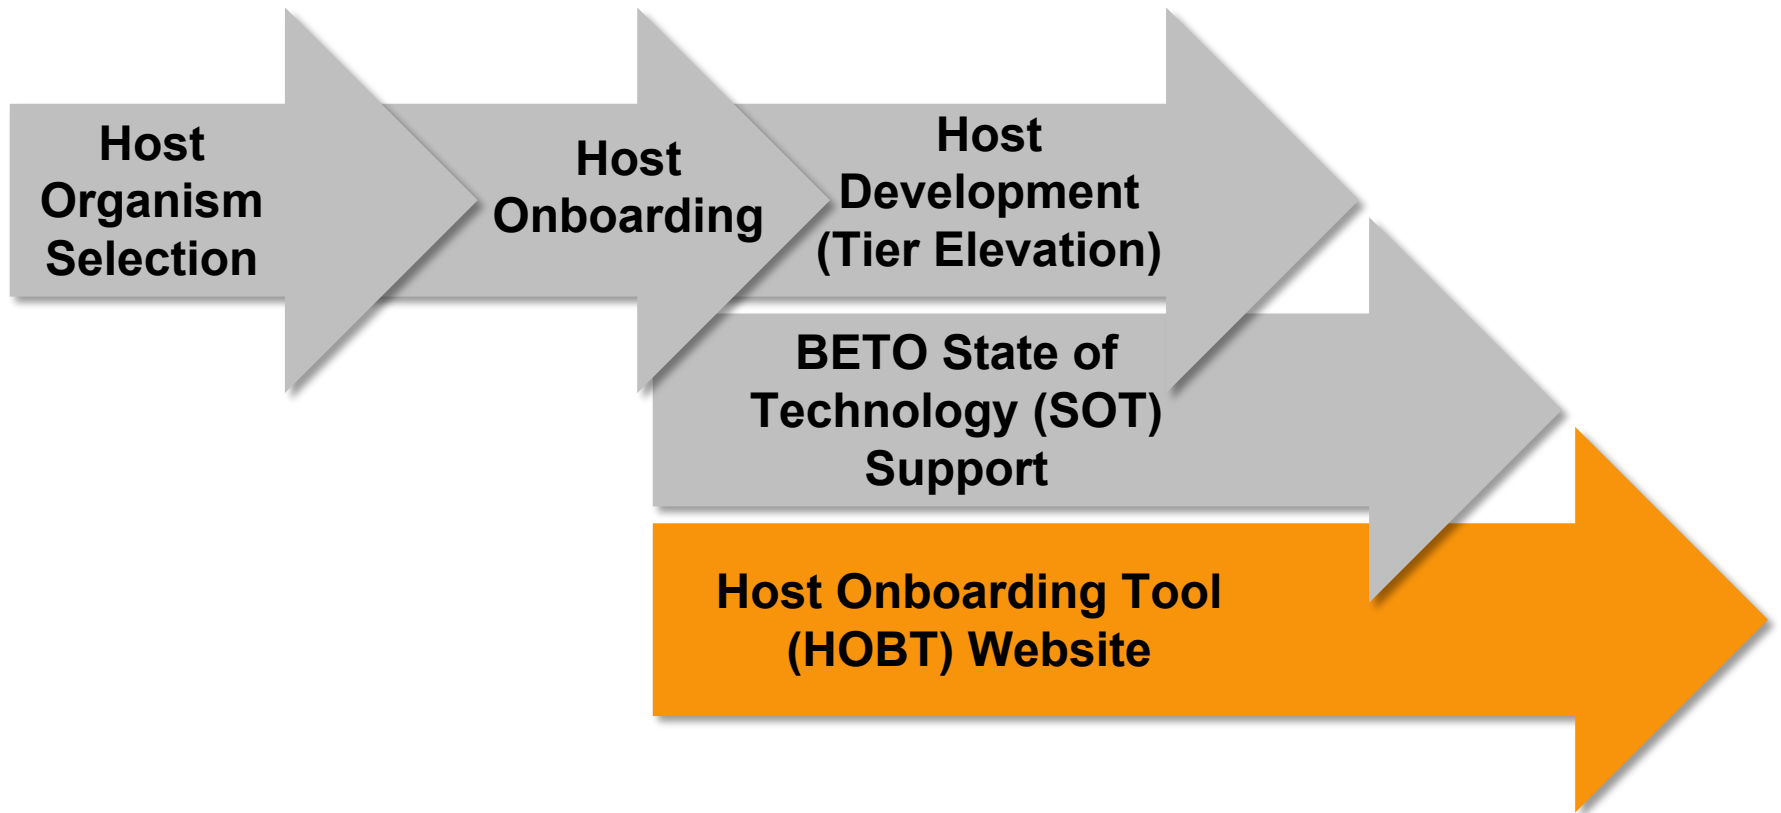 Host
Organism
Selection
Host
Onboarding
Host
Development
(Tier Elevation)
BETO State of
Technology (SOT)
Support
Host Onboarding Tool
(HOBT) Website